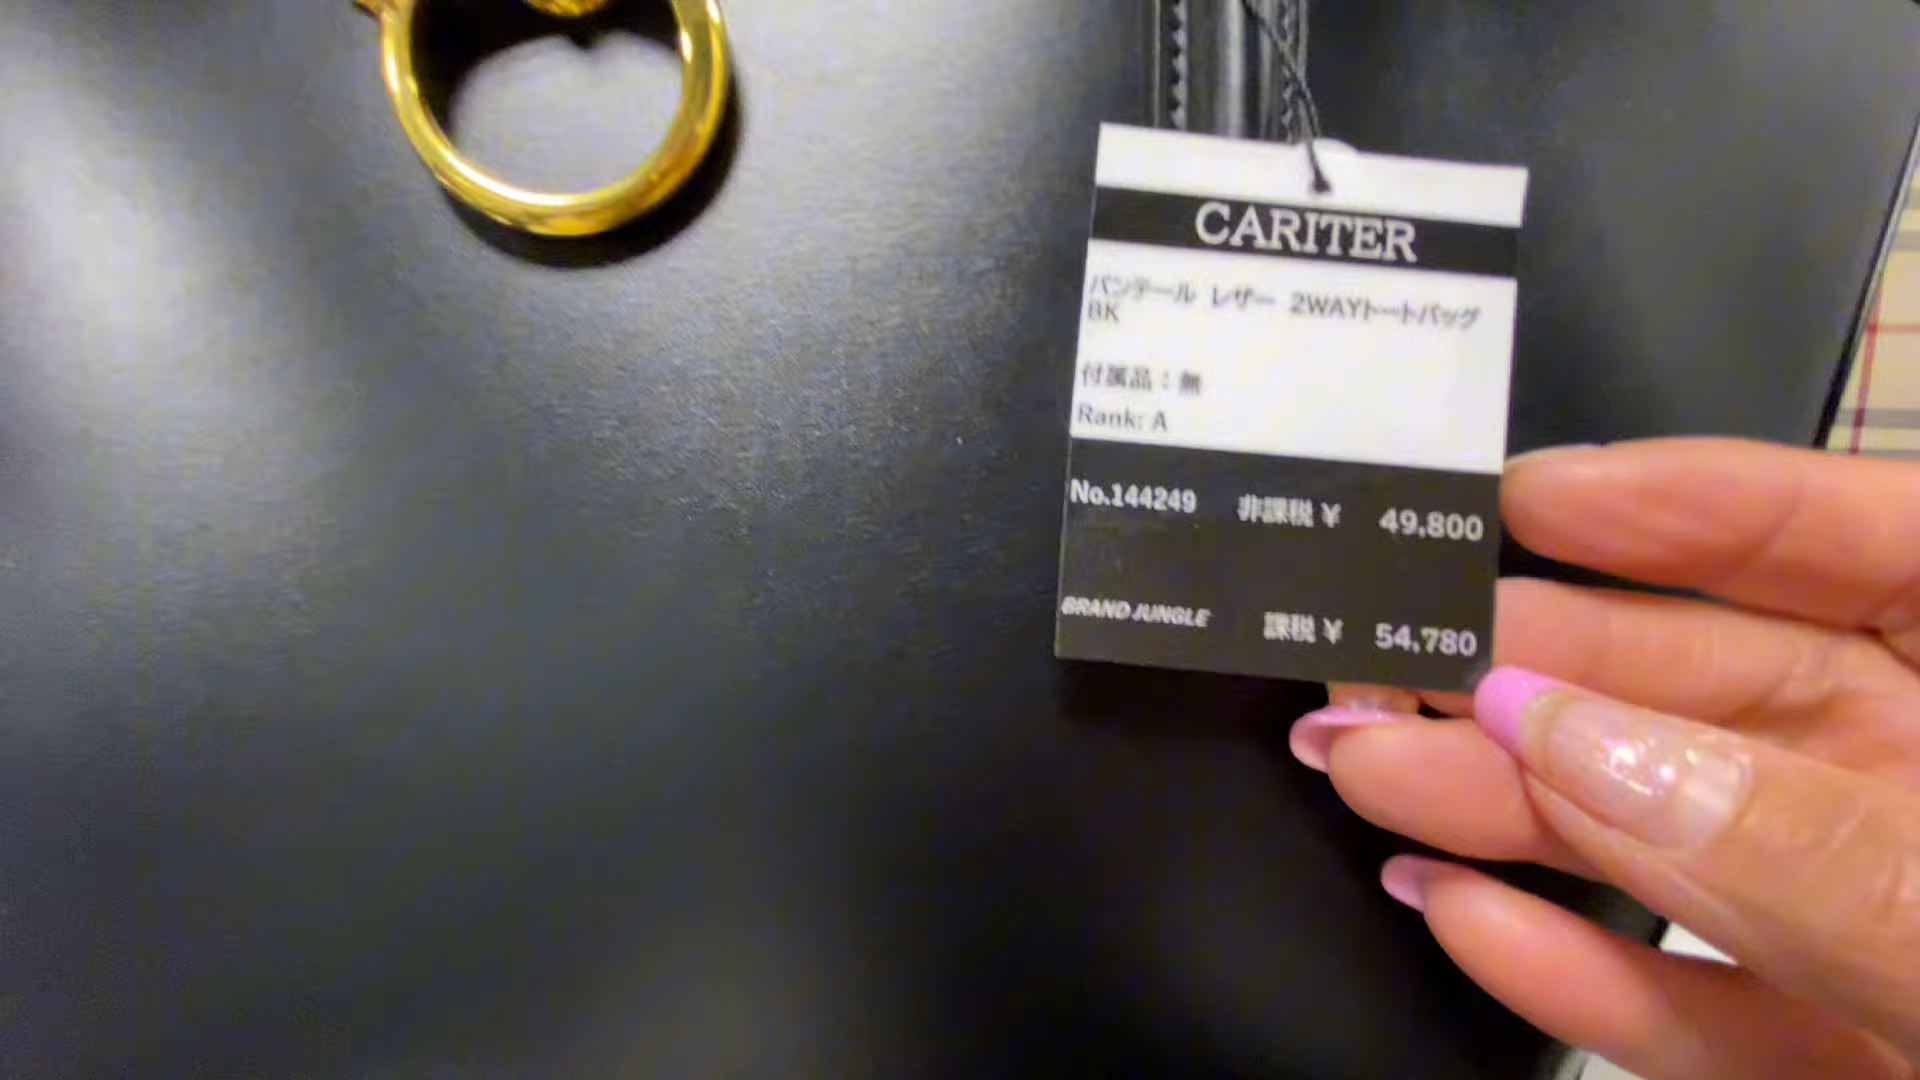 CARITER
パンテール レザー 2WAYトートバッグ
BK
付属品：無
Rank: A
No.144249 非課税 ¥ 49,800
BRAND JUNGLE 課税 ¥ 54,780